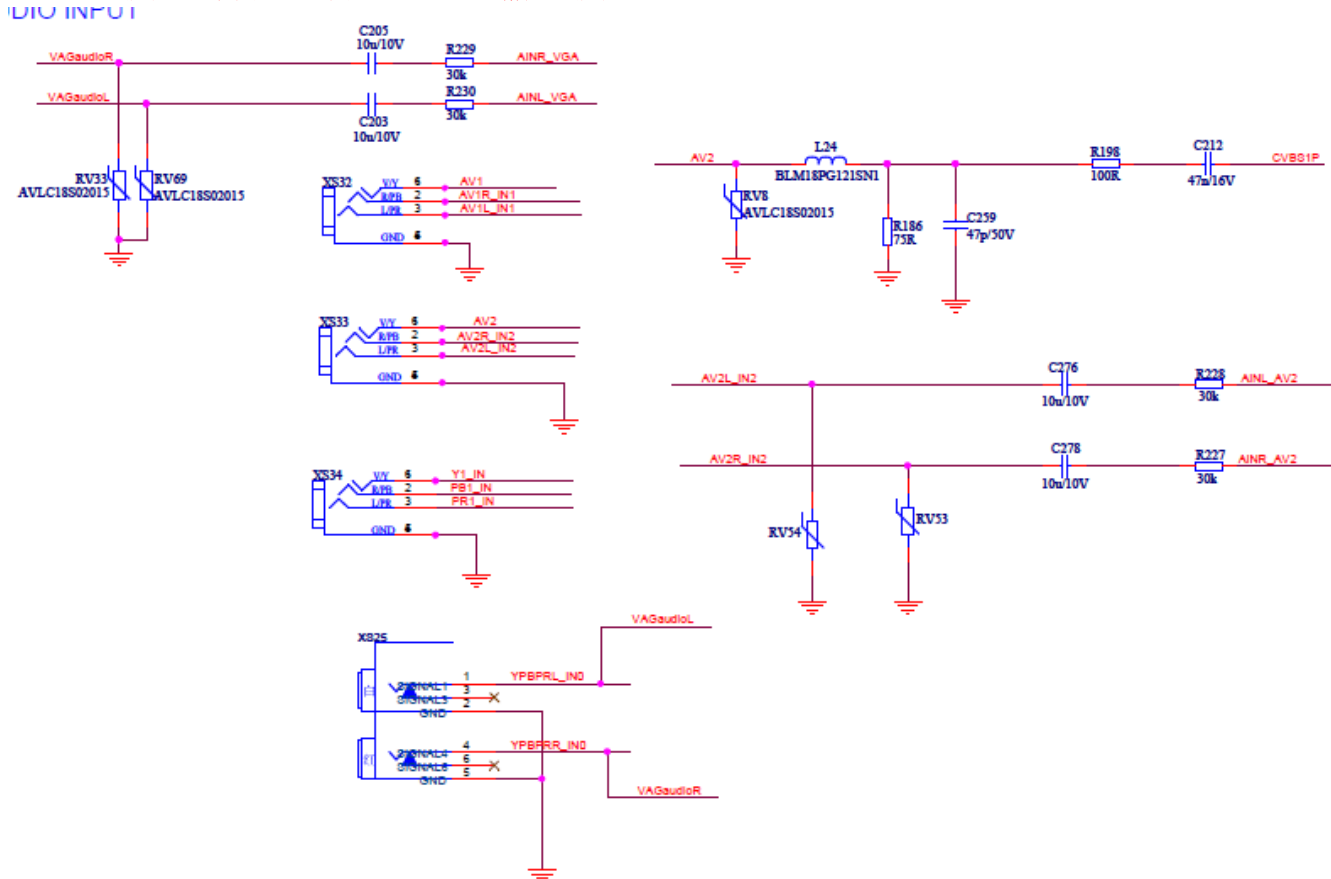 DIO INPUT
VAGaudioR
C205
10u/10V
R229
30k
AINR_VGA
VAGaudioL
C203
10u/10V
R230
30k
AINL_VGA
RV33
AVLC18S02015
RV69
AVLC18S02015
XS32
V/Y 6 AV1
R/PB 2 AV1R_IN1
L/PR 3 AV1L_IN1
GND
AV2
L24
BLM18PG121SN1
RV8
AVLC18S02015
R186
75R
C259
47p/50V
R198
100R
C212
47n/16V
CVBS1P
XS33
V/Y 6 AV2
R/PB 2 AV2R_IN2
L/PR 3 AV2L_IN2
GND
AV2L_IN2
C276
10u/10V
R228
30k
AINL_AV2
AV2R_IN2
C278
10u/10V
R227
30k
AINR_AV2
RV54
RV53
XS34
V/Y 6 Y1_IN
R/PB 2 PB1_IN
L/PR 3 PR1_IN
GND
XS25
VAGaudioL
白
SIGNAL1 1 YPBPRL_IN0
SIGNAL3 3
GND 2
红
SIGNAL4 4 YPBPRR_IN0
SIGNAL6 6
GND 5
VAGaudioR